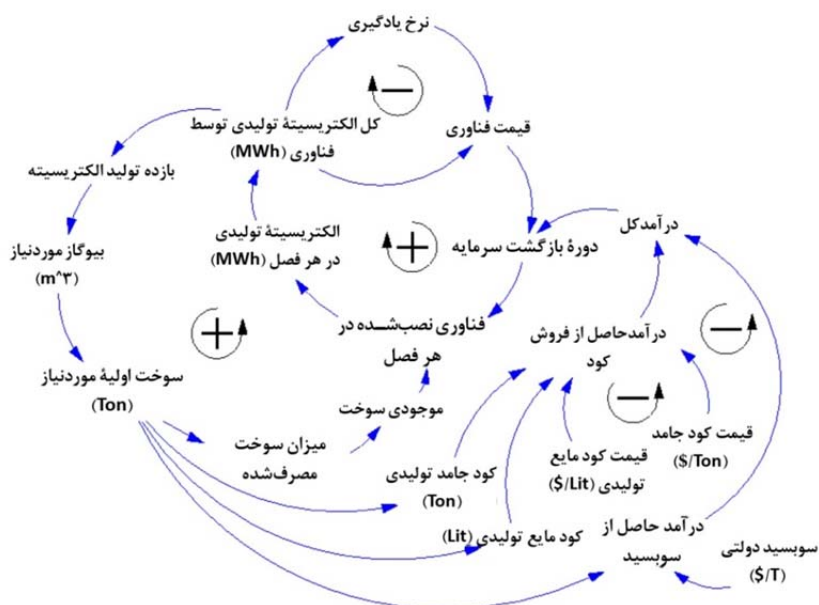 نرخ یادگیری
کل الکتریسیتهٔ تولیدی توسط
فناوری (MWh)
قیمت فناوری
بازده تولید الکتریسیته
الکتریسیتهٔ تولیدی
در هر فصل (MWh)
دورهٔ بازگشت سرمایه
درآمدکل
بیوگاز موردنیاز
(m^۳)
فناوری نصب‌شده در
هر فصل
درآمدحاصل از فروش
کود
سوخت اولیهٔ موردنیاز
(Ton)
موجودی سوخت
میزان سوخت
مصرف‌شده
کود جامد تولیدی
(Ton)
قیمت کود مایع
تولیدی ($/Lit)
قیمت کود جامد
($/Ton)
کود مایع تولیدی (Lit)
درآمد حاصل از
سوبسید
سوبسید دولتی
($/T)